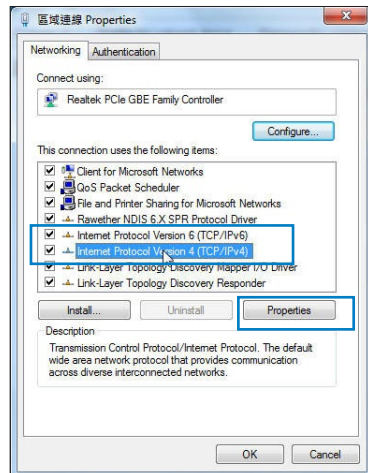 區域連線 Properties
Networking Authentication
Connect using:
Realtek PCIe GBE Family Controller
Configure...
This connection uses the following items:
Client for Microsoft Networks
QoS Packet Scheduler
File and Printer Sharing for Microsoft Networks
Rawether NDIS 6.X SPR Protocol Driver
Internet Protocol Version 6 (TCP/IPv6)
Internet Protocol Version 4 (TCP/IPv4)
Link-Layer Topology Discovery Mapper I/O Driver
Link-Layer Topology Discovery Responder
Install... Uninstall Properties
Description
Transmission Control Protocol/Internet Protocol. The default
wide area network protocol that provides communication
across diverse interconnected networks.
OK Cancel